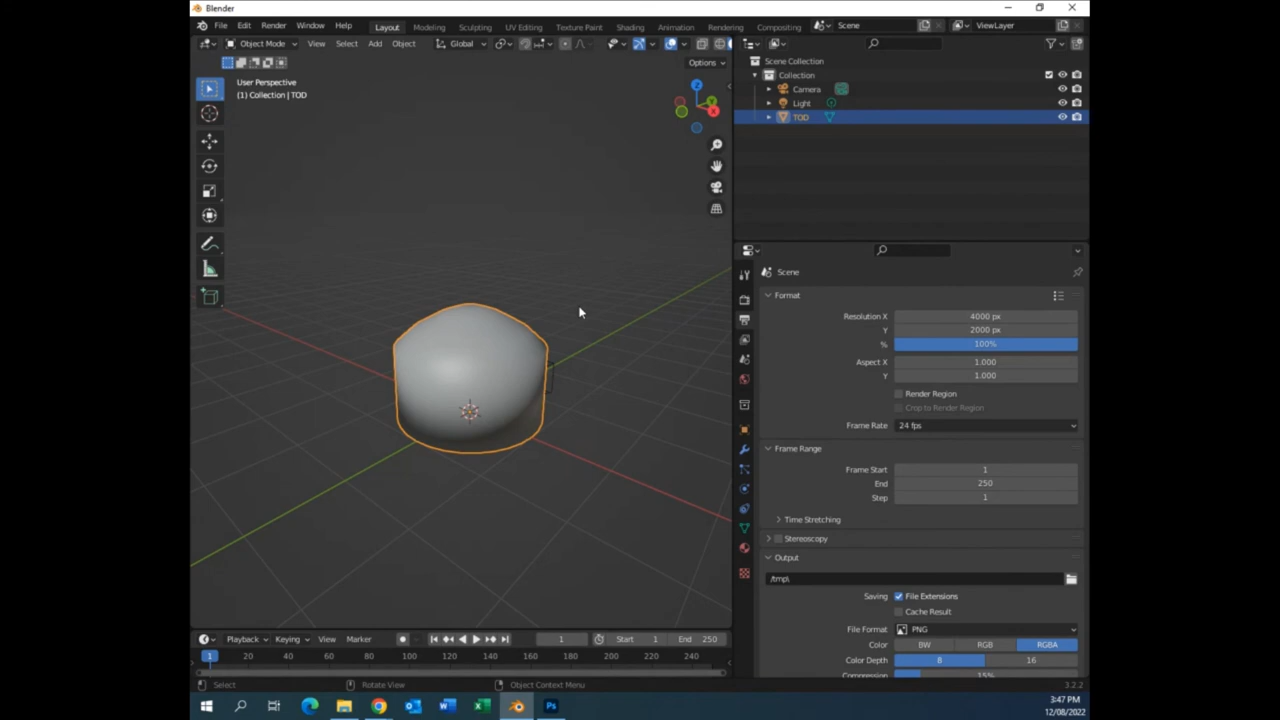 Blender
File Edit Render Window Help Layout Modeling Sculpting UV Editing Texture Paint Shading Animation Rendering Compositing Scene ViewLayer
Object Mode View Select Add Object Global
Options
User Perspective
(1) Collection | TOD
X
Y
Z
Scene Collection
Collection
Camera
Light
TOD
Scene
Format
Resolution X 4000 px
Y 2000 px
% 100%
Aspect X 1.000
Y 1.000
Render Region
Crop to Render Region
Frame Rate 24 fps
Frame Range
Frame Start 1
End 250
Step 1
Time Stretching
Stereoscopy
Output
/tmp\
Saving File Extensions
Cache Result
File Format PNG
Color BW RGB RGBA
Color Depth 8 16
Compression 15%
Playback Keying View Marker 1 Start 1 End 250
1 20 40 60 80 100 120 140 160 180 200 220 240
Select Rotate View Object Context Menu 3.2.2
3:47 PM
12/08/2022